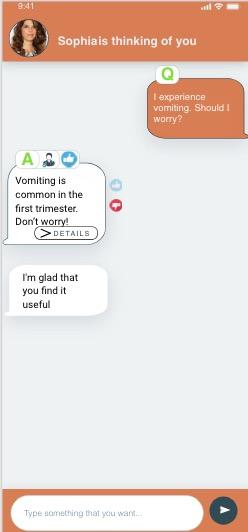 9:41
Sophiais thinking of you
Q
I experience
vomiting. Should I
worry?
A
Vomiting is
common in the
first trimester.
Don't worry!
DETAILS
I'm glad that
you find it
useful
Type something that you want...